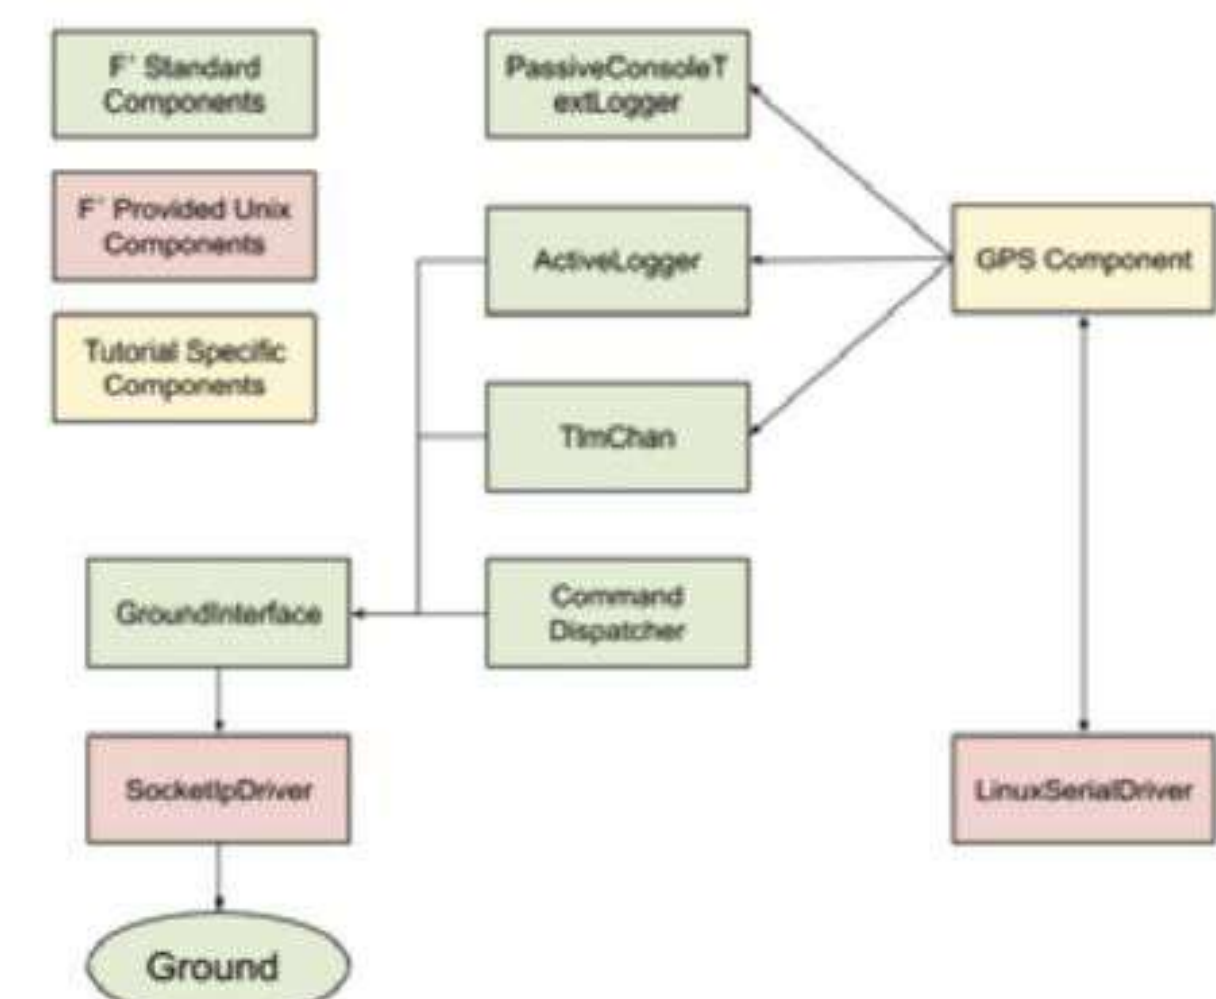 F' Standard
Components
F' Provided Unix
Components
Tutorial Specific
Components
PassiveConsoleT
extLogger
ActiveLogger
GPS Component
TlmChan
GroundInterface
Command
Dispatcher
SocketIpDriver
LinuxSerialDriver
Ground